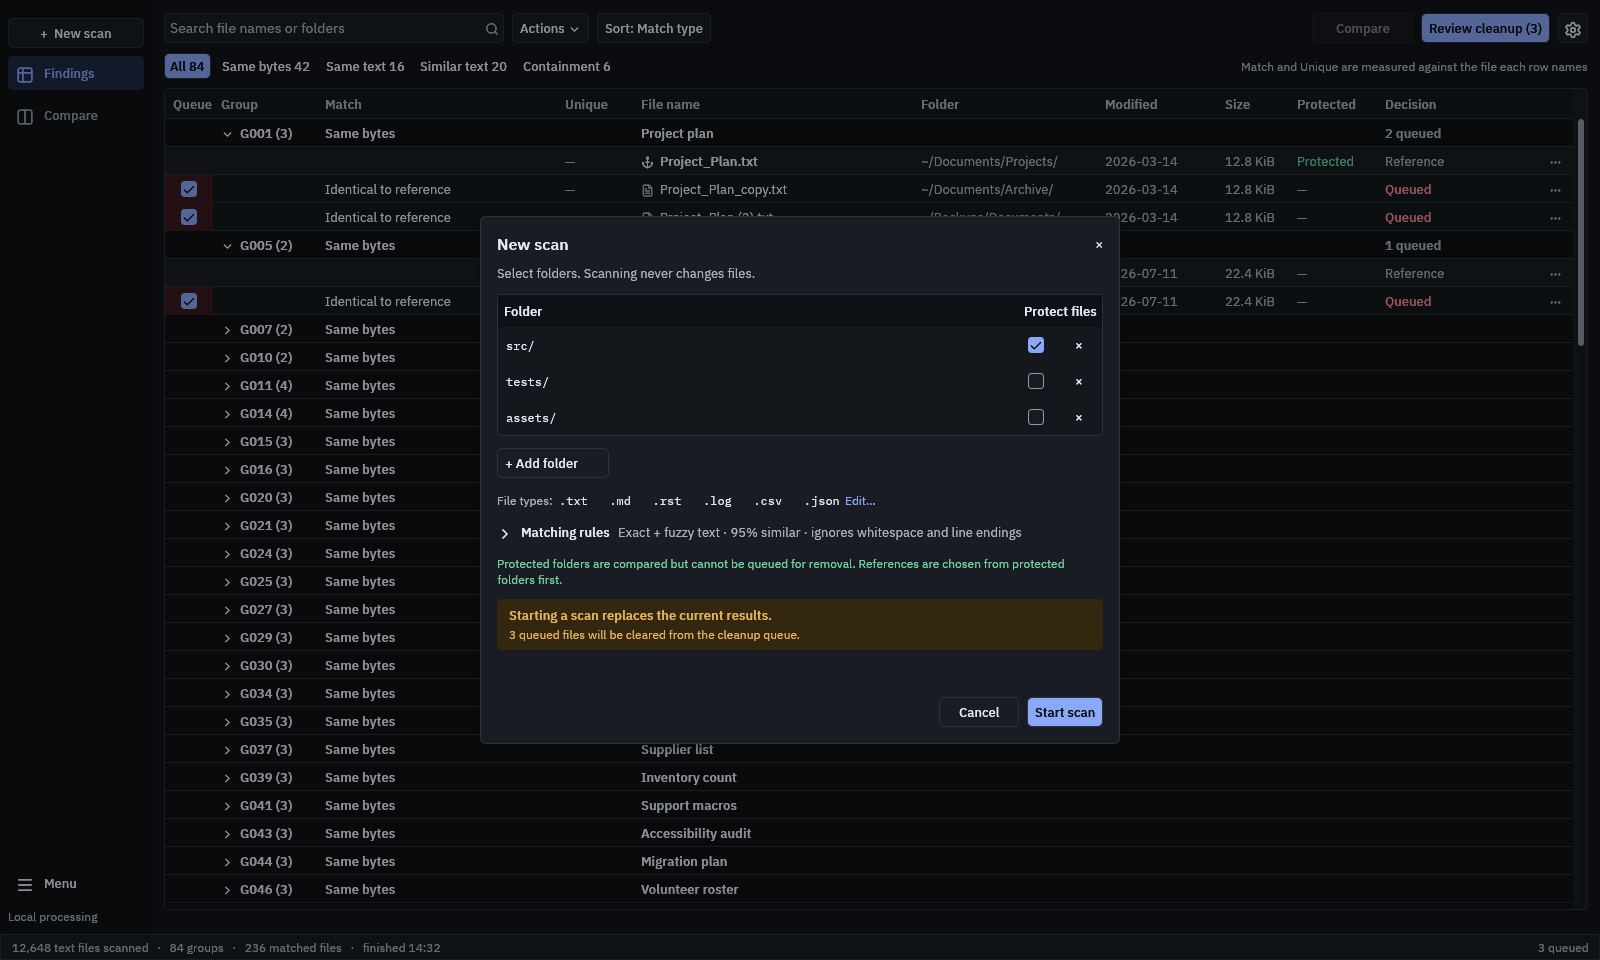 + New scan
Findings
Compare
Menu
Local processing
Search file names or folders
Actions
Sort: Match type
Compare
Review cleanup (3)
All 84 Same bytes 42 Same text 16 Similar text 20 Containment 6
Match and Unique are measured against the file each row names
Queue Group Match Unique File name Folder Modified Size Protected Decision
G001 (3) Same bytes Project plan 2 queued
— Project_Plan.txt ~/Documents/Projects/ 2026-03-14 12.8 KiB Protected Reference ...
Identical to reference — Project_Plan_copy.txt ~/Documents/Archive/ 2026-03-14 12.8 KiB — Queued ...
Identical to reference 26-03-14 12.8 KiB — Queued ...
G005 (2) Same bytes 1 queued
26-07-11 22.4 KiB — Reference ...
Identical to reference 26-07-11 22.4 KiB — Queued ...
G007 (2) Same bytes
G010 (2) Same bytes
G011 (4) Same bytes
G014 (4) Same bytes
G015 (3) Same bytes
G016 (3) Same bytes
G020 (3) Same bytes
G021 (3) Same bytes
G024 (3) Same bytes
G025 (3) Same bytes
G027 (3) Same bytes
G029 (3) Same bytes
G030 (3) Same bytes
G034 (3) Same bytes
G035 (3) Same bytes
G037 (3) Same bytes Supplier list
G039 (3) Same bytes Inventory count
G041 (3) Same bytes Support macros
G043 (3) Same bytes Accessibility audit
G044 (3) Same bytes Migration plan
G046 (3) Same bytes Volunteer roster
New scan ×
Select folders. Scanning never changes files.
Folder Protect files
src/ ×
tests/ ×
assets/ ×
+ Add folder
File types: .txt .md .rst .log .csv .json Edit...
Matching rules Exact + fuzzy text · 95% similar · ignores whitespace and line endings
Protected folders are compared but cannot be queued for removal. References are chosen from protected
folders first.
Starting a scan replaces the current results.
3 queued files will be cleared from the cleanup queue.
Cancel
Start scan
12,648 text files scanned · 84 groups · 236 matched files · finished 14:32
3 queued